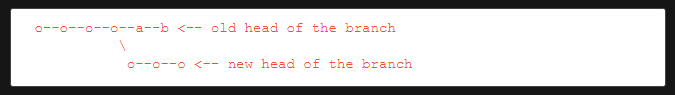 o--o--o--o--a--b <-- old head of the branch
\
o--o--o <-- new head of the branch